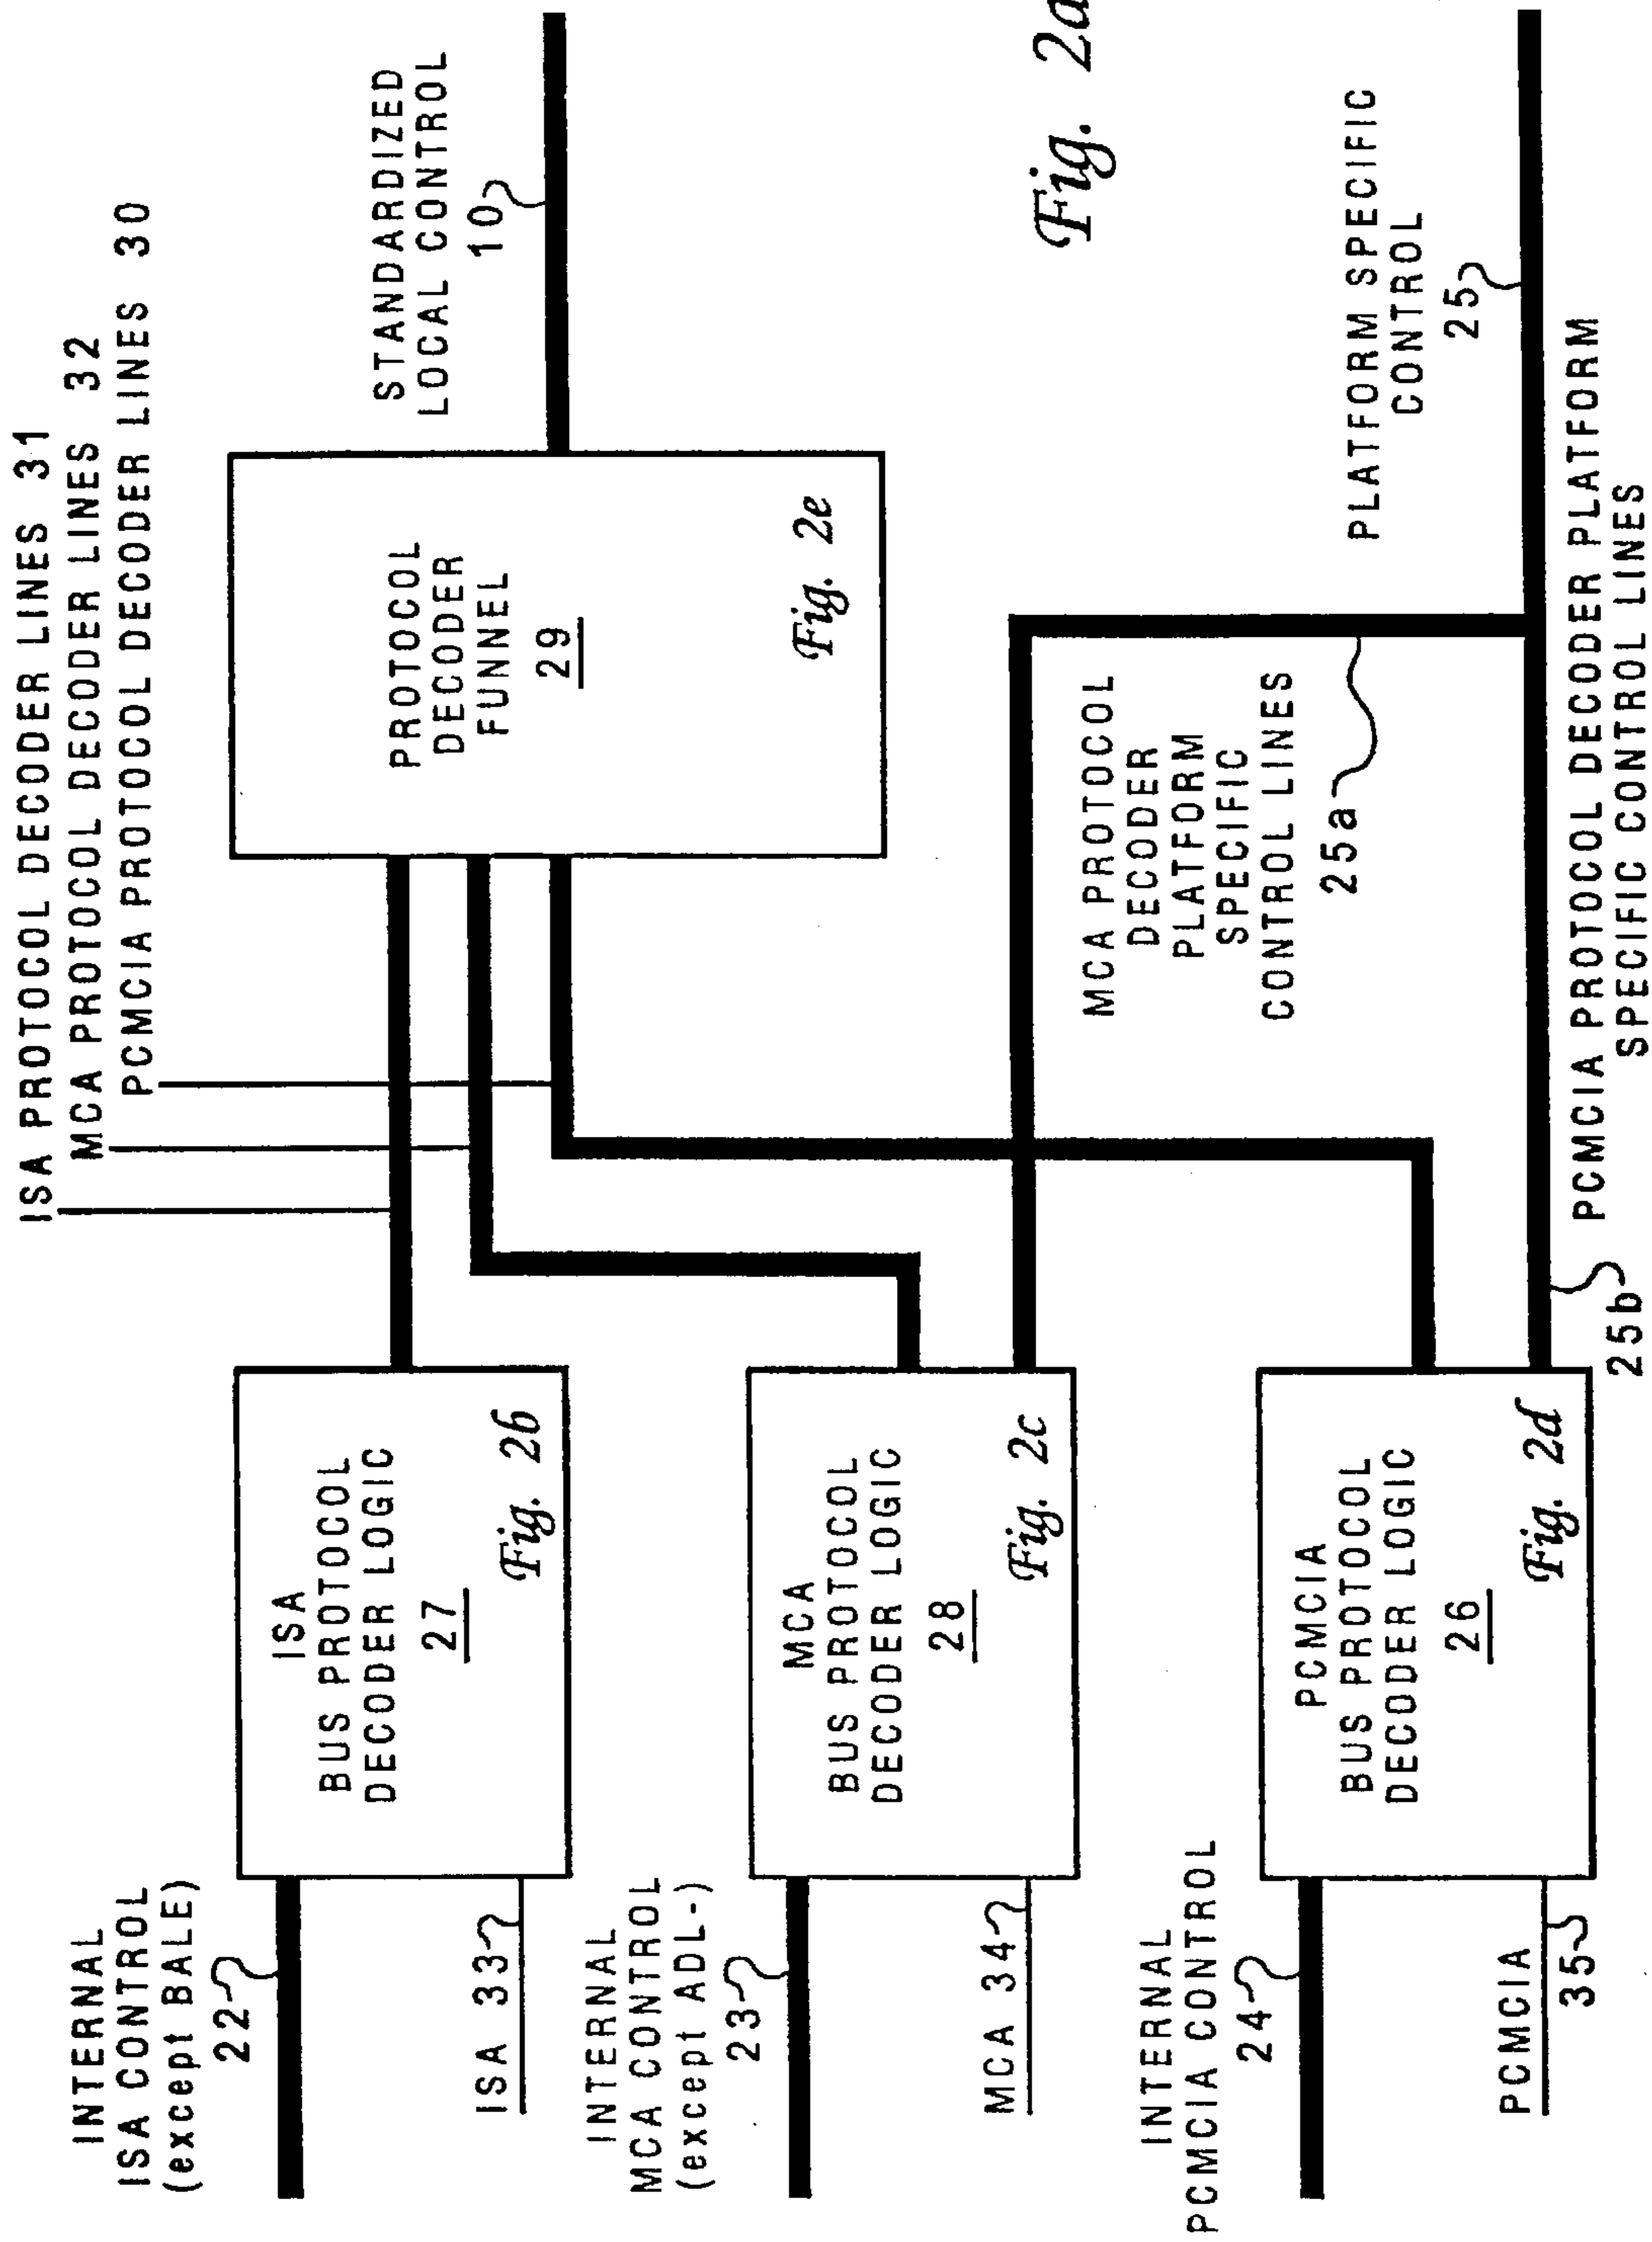 ISA PROTOCOL DECODER LINES 31
MCA PROTOCOL DECODER LINES 32
PCMCIA PROTOCOL DECODER LINES 30
INTERNAL
ISA CONTROL
(except BALE)
22
ISA 33
ISA
BUS PROTOCOL
DECODER LOGIC
27
Fig. 2b
INTERNAL
MCA CONTROL
(except ADL-)
23
MCA 34
MCA
BUS PROTOCOL
DECODER LOGIC
28
Fig. 2c
INTERNAL
PCMCIA CONTROL
24
PCMCIA
35
PCMCIA
BUS PROTOCOL
DECODER LOGIC
26
Fig. 2d
PROTOCOL
DECODER
FUNNEL
29
Fig. 2e
STANDARDIZED
LOCAL CONTROL
10
MCA PROTOCOL
DECODER
PLATFORM
SPECIFIC
CONTROL LINES
25a
PLATFORM SPECIFIC
CONTROL
25
25b
PCMCIA PROTOCOL DECODER PLATFORM
SPECIFIC CONTROL LINES
Fig. 2a